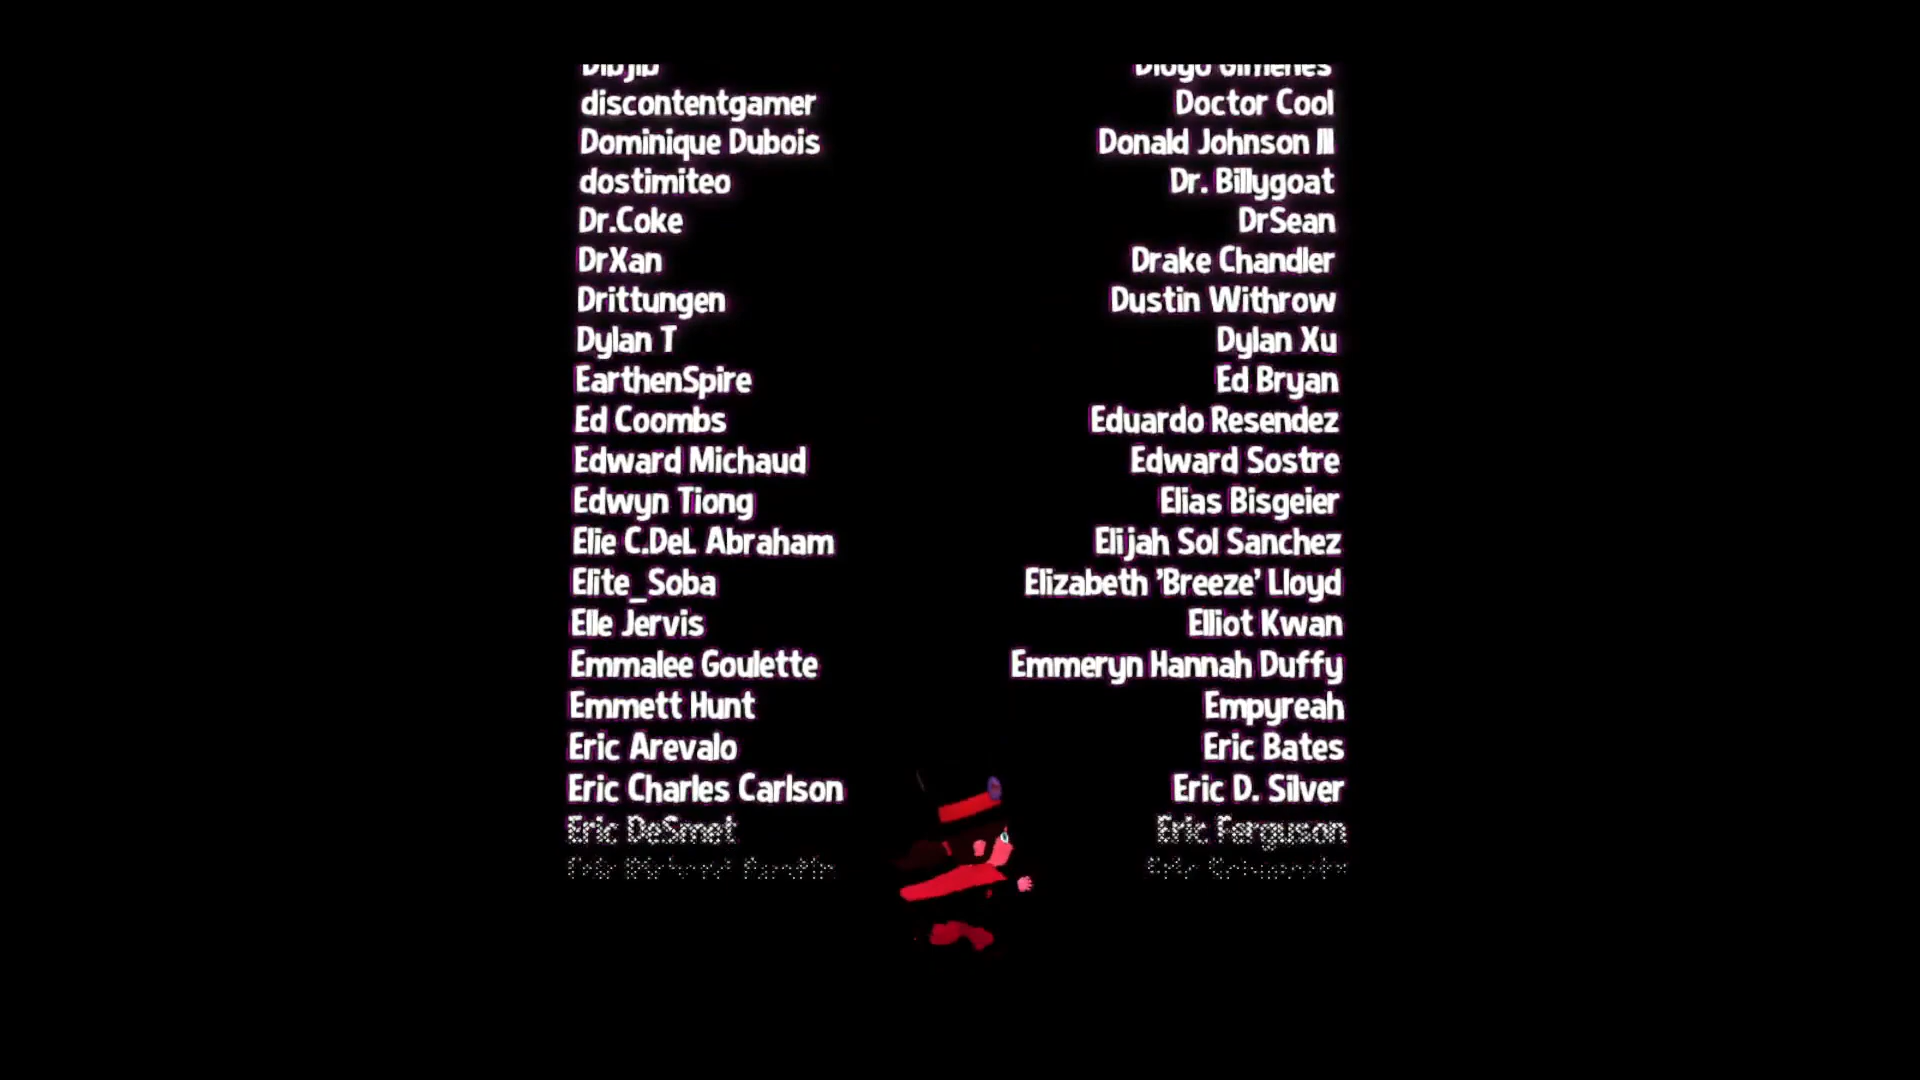 Dibjib Diogo Gimenes
discontentgamer Doctor Cool
Dominique Dubois Donald Johnson III
dostimiteo Dr. Billygoat
Dr.Coke DrSean
DrXan Drake Chandler
Drittungen Dustin Withrow
Dylan T Dylan Xu
EarthenSpire Ed Bryan
Ed Coombs Eduardo Resendez
Edward Michaud Edward Sostre
Edwyn Tiong Elias Bisgeier
Elie C.DeL Abraham Elijah Sol Sanchez
Elite_Soba Elizabeth 'Breeze' Lloyd
Elle Jervis Elliot Kwan
Emmalee Goulette Emmeryn Hannah Duffy
Emmett Hunt Empyreah
Eric Arevalo Eric Bates
Eric Charles Carlson Eric D. Silver
Eric DeSmet Eric Ferguson